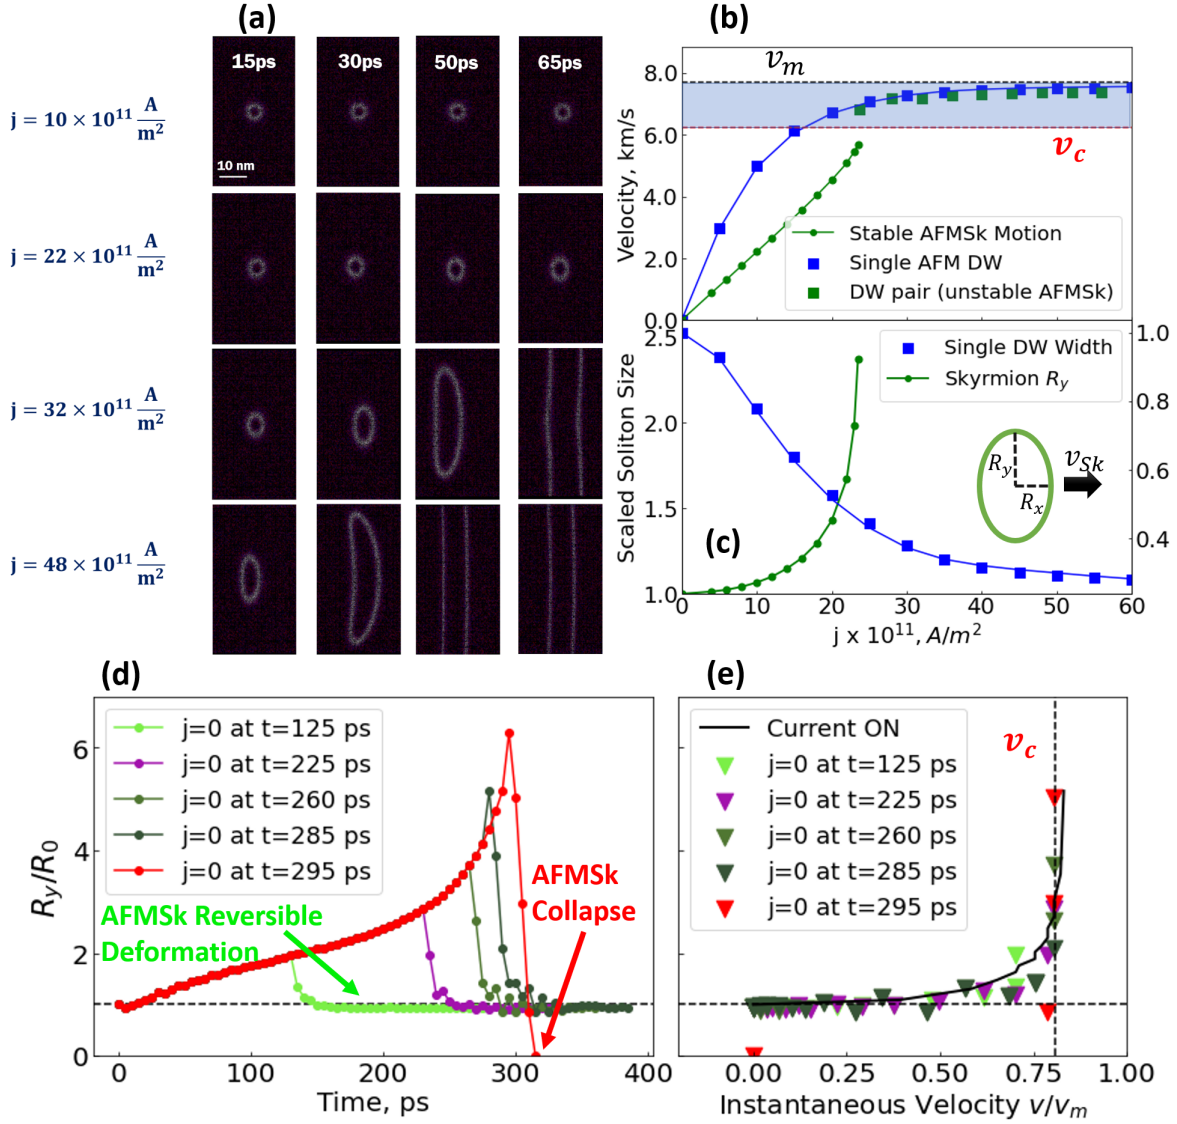 (a)
15ps
30ps
50ps
65ps
j = 10 × 10¹¹ A/m²
10 nm
j = 22 × 10¹¹ A/m²
j = 32 × 10¹¹ A/m²
j = 48 × 10¹¹ A/m²
(b)
8.0
6.0
4.0
2.0
0.0
Velocity, km/s
v_m
v_c
Stable AFMSk Motion
Single AFM DW
DW pair (unstable AFMSk)
2.5
2.0
1.5
1.0
Scaled Soliton Size
(c)
Single DW Width
Skyrmion R_y
R_y
R_x
v_Sk
1.0
0.8
0.6
0.4
0
10
20
30
40
50
60
j x 10¹¹, A/m²
(d)
6
4
2
0
R_y/R_0
j=0 at t=125 ps
j=0 at t=225 ps
j=0 at t=260 ps
j=0 at t=285 ps
j=0 at t=295 ps
AFMSk Reversible
Deformation
AFMSk
Collapse
0
100
200
300
400
Time, ps
(e)
Current ON
j=0 at t=125 ps
j=0 at t=225 ps
j=0 at t=260 ps
j=0 at t=285 ps
j=0 at t=295 ps
v_c
0.00
0.25
0.50
0.75
1.00
Instantaneous Velocity v/v_m